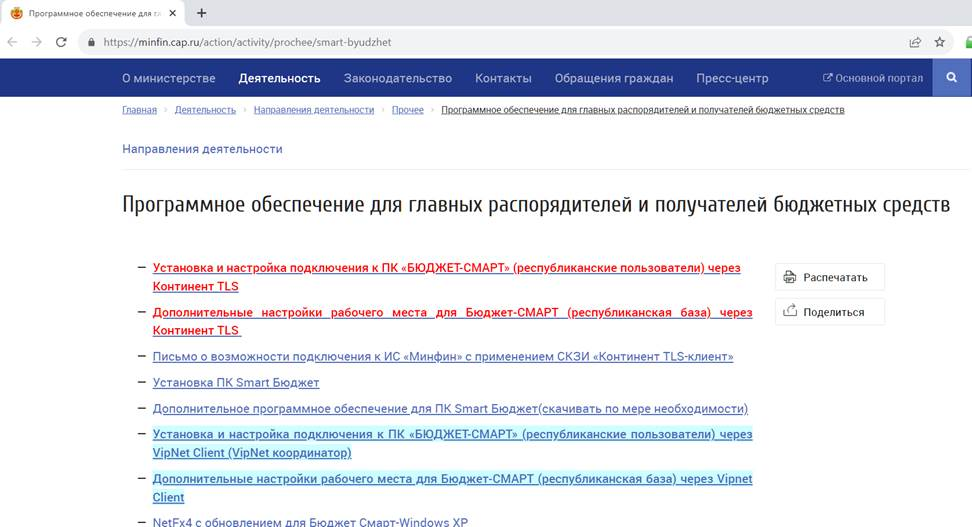 Программное обеспечение для гла
https://minfin.cap.ru/action/activity/prochee/smart-byudzhet
О министерстве Деятельность Законодательство Контакты Обращения граждан Пресс-центр Основной портал
Главная Деятельность Направления деятельности Прочее Программное обеспечение для главных распорядителей и получателей бюджетных средств
Направления деятельности
Программное обеспечение для главных распорядителей и получателей бюджетных средств
— Установка и настройка подключения к ПК «БЮДЖЕТ-СМАРТ» (республиканские пользователи) через
Континент TLS
— Дополнительные настройки рабочего места для Бюджет-СМАРТ (республиканская база) через
Континент TLS
— Письмо о возможности подключения к ИС «Минфин» с применением СКЗИ «Континент TLS-клиент»
— Установка ПК Smart Бюджет
— Дополнительное программное обеспечение для ПК Smart Бюджет(скачивать по мере необходимости)
— Установка и настройка подключения к ПК «БЮДЖЕТ-СМАРТ» (республиканские пользователи) через
VipNet Client (VipNet координатор)
— Дополнительные настройки рабочего места для Бюджет-СМАРТ (республиканская база) через Vipnet
Client
— NetFx4 с обновлением для Бюджет Смарт-Windows XP
Распечатать
Поделиться